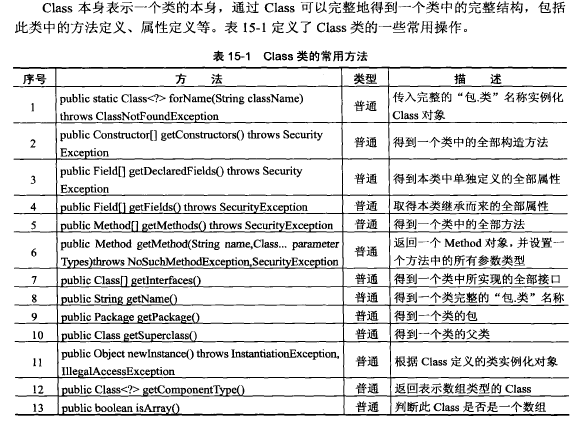 Class 本身表示一个类的本身，通过 Class 可以完整地得到一个类中的完整结构，包括
此类中的方法定义、属性定义等。表 15-1 定义了 Class 类的一些常用操作。
表 15-1 Class 类的常用方法
序号 方 法 类型 描 述
1 public static Class<?> forName(String className) throws ClassNotFoundException 普通 传入完整的“包.类”名称实例化 Class 对象
2 public Constructor[] getConstructors() throws Security Exception 普通 得到一个类中的全部构造方法
3 public Field[] getDeclaredFields() throws Security Exception 普通 得到本类中单独定义的全部属性
4 public Field[] getFields() throws SecurityException 普通 取得本类继承而来的全部属性
5 public Method[] getMethods() throws SecurityException 普通 得到一个类中的全部方法
6 public Method getMethod(String name,Class... parameter Types)throws NoSuchMethodException,SecurityException 普通 返回一个 Method 对象，并设置一个方法中的所有参数类型
7 public Class[] getInterfaces() 普通 得到一个类中所实现的全部接口
8 public String getName() 普通 得到一个类完整的“包.类”名称
9 public Package getPackage() 普通 得到一个类的包
10 public Class getSuperclass() 普通 得到一个类的父类
11 public Object newInstance() throws InstantiationException, IllegalAccessException 普通 根据 Class 定义的类实例化对象
12 public Class<?> getComponentType() 普通 返回表示数组类型的 Class
13 public boolean isArray() 普通 判断此 Class 是否是一个数组